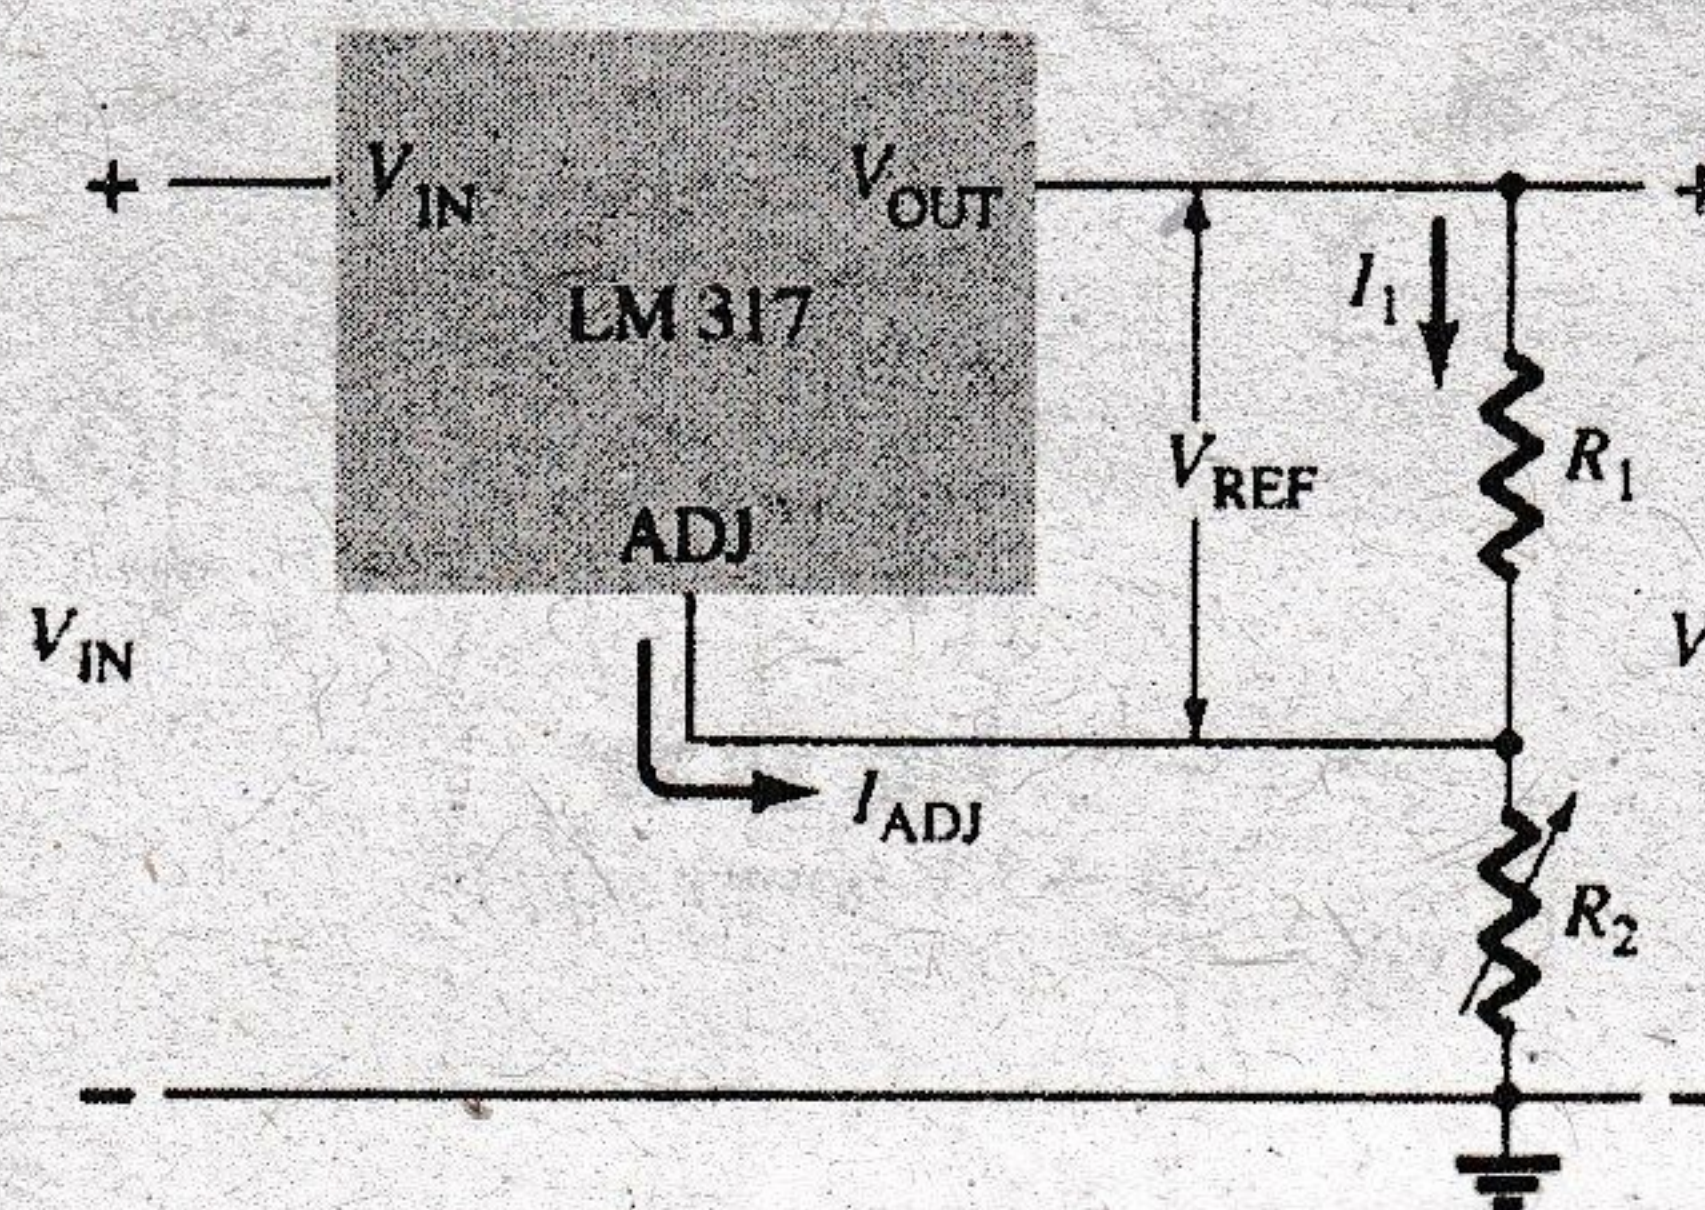 +
V_IN
V_OUT
+
LM 317
I_1
V_REF
R_1
ADJ
V_IN
V
I_ADJ
R_2
-
-